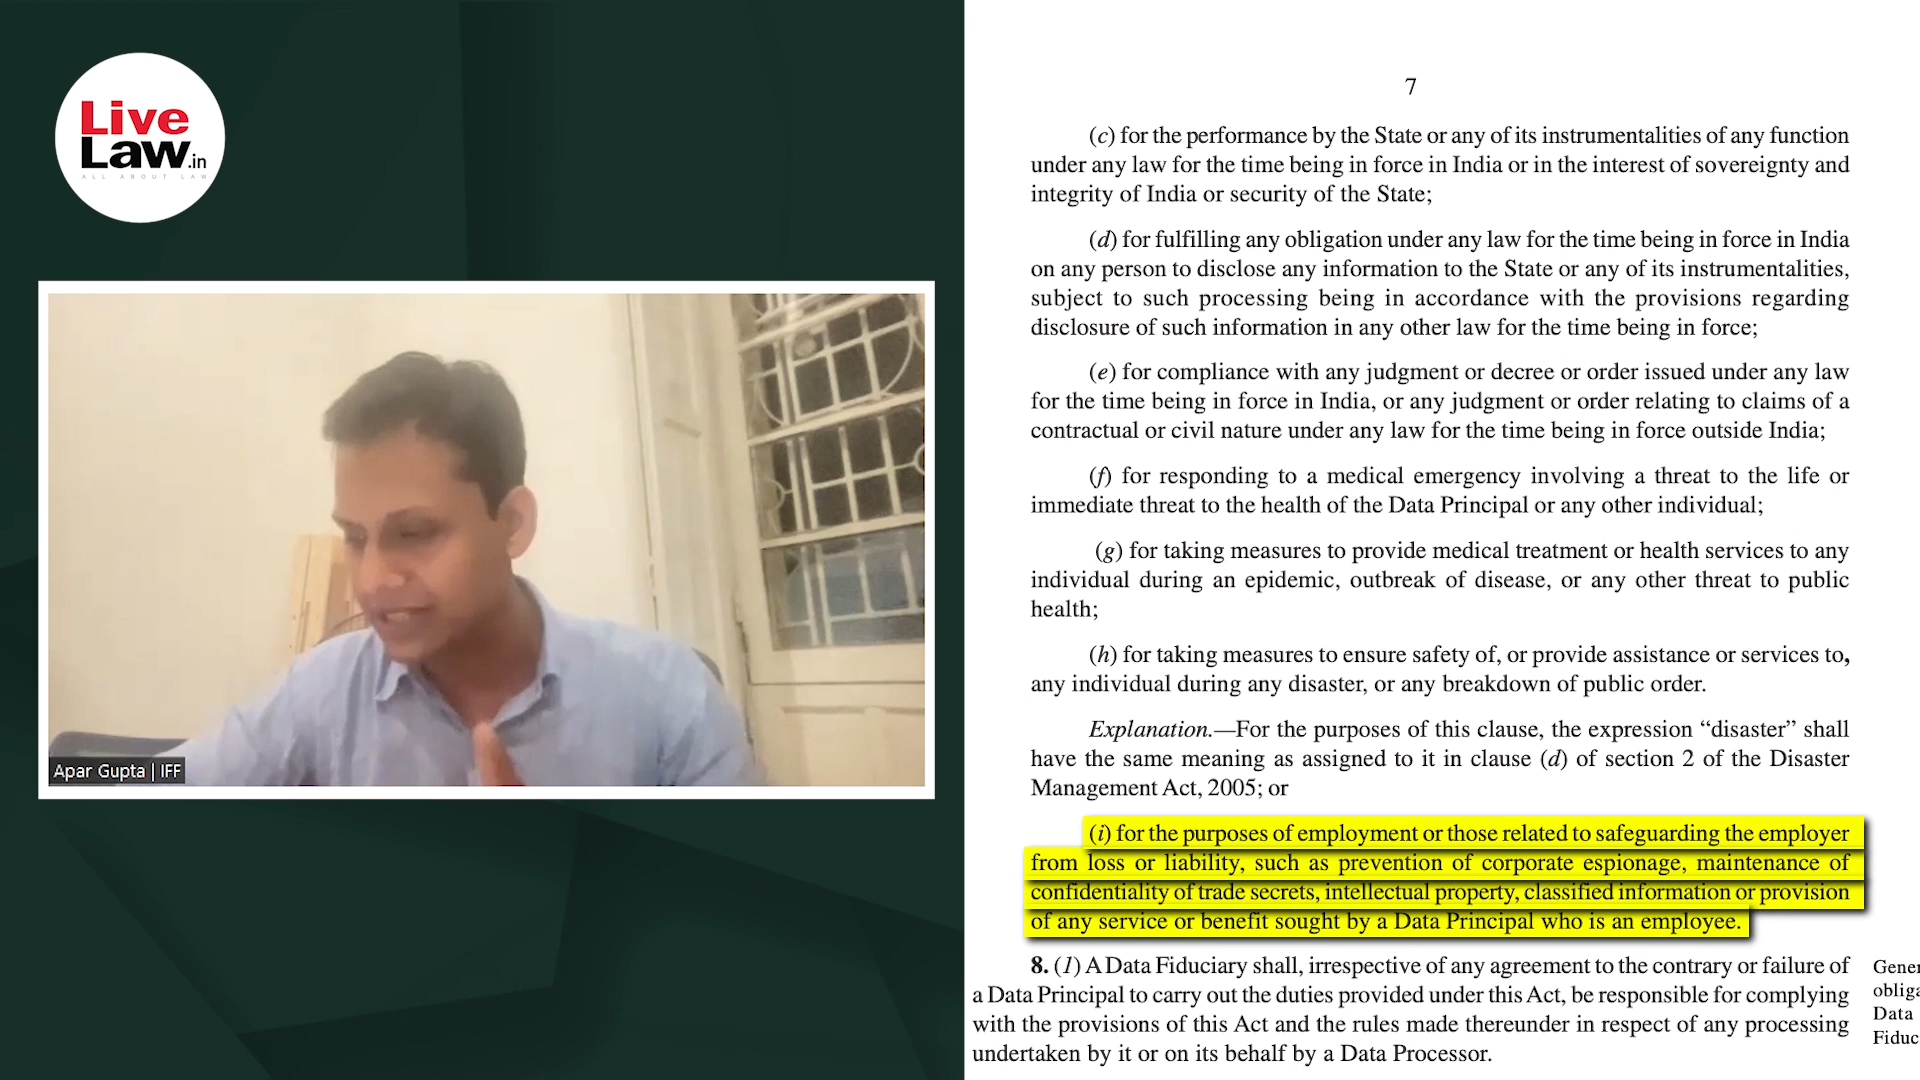 Live
Law.in
ALL ABOUT LAW
Apar Gupta | IFF
7
(c) for the performance by the State or any of its instrumentalities of any function
under any law for the time being in force in India or in the interest of sovereignty and
integrity of India or security of the State;
(d) for fulfilling any obligation under any law for the time being in force in India
on any person to disclose any information to the State or any of its instrumentalities,
subject to such processing being in accordance with the provisions regarding
disclosure of such information in any other law for the time being in force;
(e) for compliance with any judgment or decree or order issued under any law
for the time being in force in India, or any judgment or order relating to claims of a
contractual or civil nature under any law for the time being in force outside India;
(f) for responding to a medical emergency involving a threat to the life or
immediate threat to the health of the Data Principal or any other individual;
(g) for taking measures to provide medical treatment or health services to any
individual during an epidemic, outbreak of disease, or any other threat to public
health;
(h) for taking measures to ensure safety of, or provide assistance or services to,
any individual during any disaster, or any breakdown of public order.
Explanation.—For the purposes of this clause, the expression “disaster” shall
have the same meaning as assigned to it in clause (d) of section 2 of the Disaster
Management Act, 2005; or
(i) for the purposes of employment or those related to safeguarding the employer
from loss or liability, such as prevention of corporate espionage, maintenance of
confidentiality of trade secrets, intellectual property, classified information or provision
of any service or benefit sought by a Data Principal who is an employee.
8. (1) A Data Fiduciary shall, irrespective of any agreement to the contrary or failure of
a Data Principal to carry out the duties provided under this Act, be responsible for complying
with the provisions of this Act and the rules made thereunder in respect of any processing
undertaken by it or on its behalf by a Data Processor.
Gener
obliga
Data
Fiduc